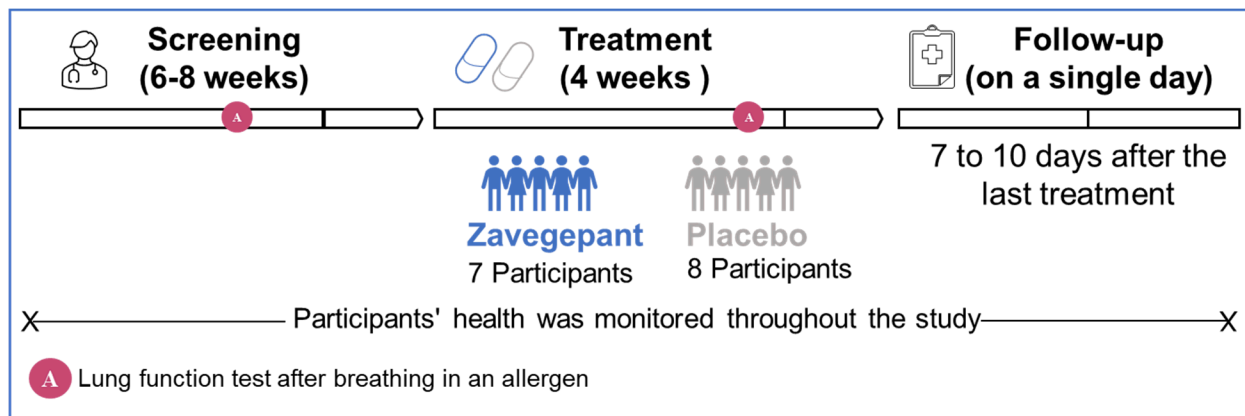 Screening
(6-8 weeks)
Treatment
(4 weeks )
Follow-up
(on a single day)
A
A
7 to 10 days after the
last treatment
Zavegepant
7 Participants
Placebo
8 Participants
X Participants' health was monitored throughout the study X
A Lung function test after breathing in an allergen